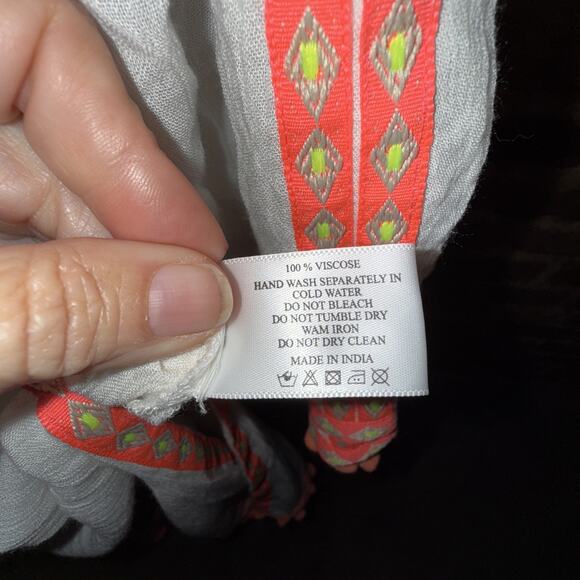 100 % VISCOSE
HAND WASH SEPARATELY IN
COLD WATER
DO NOT BLEACH
DO NOT TUMBLE DRY
WAM IRON
DO NOT DRY CLEAN
MADE IN INDIA